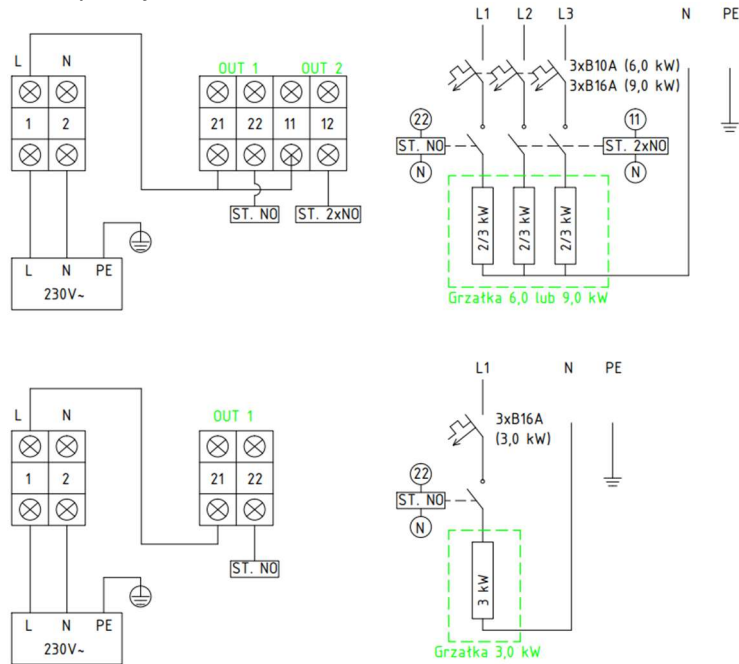 L1 L2 L3 N PE
L N
OUT 1 OUT 2
3xB10A (6,0 kW)
3xB16A (9,0 kW)
1 2
21 22 11 12
22
ST. NO
N
11
ST. 2xNO
N
ST. NO ST. 2xNO
2/3 kW 2/3 kW 2/3 kW
L N PE
230V~
Grzałka 6,0 lub 9,0 kW
L1 N PE
L N
OUT 1
3xB16A
(3,0 kW)
1 2
21 22
22
ST. NO
N
ST. NO
3 kW
L N PE
230V~
Grzałka 3,0 kW